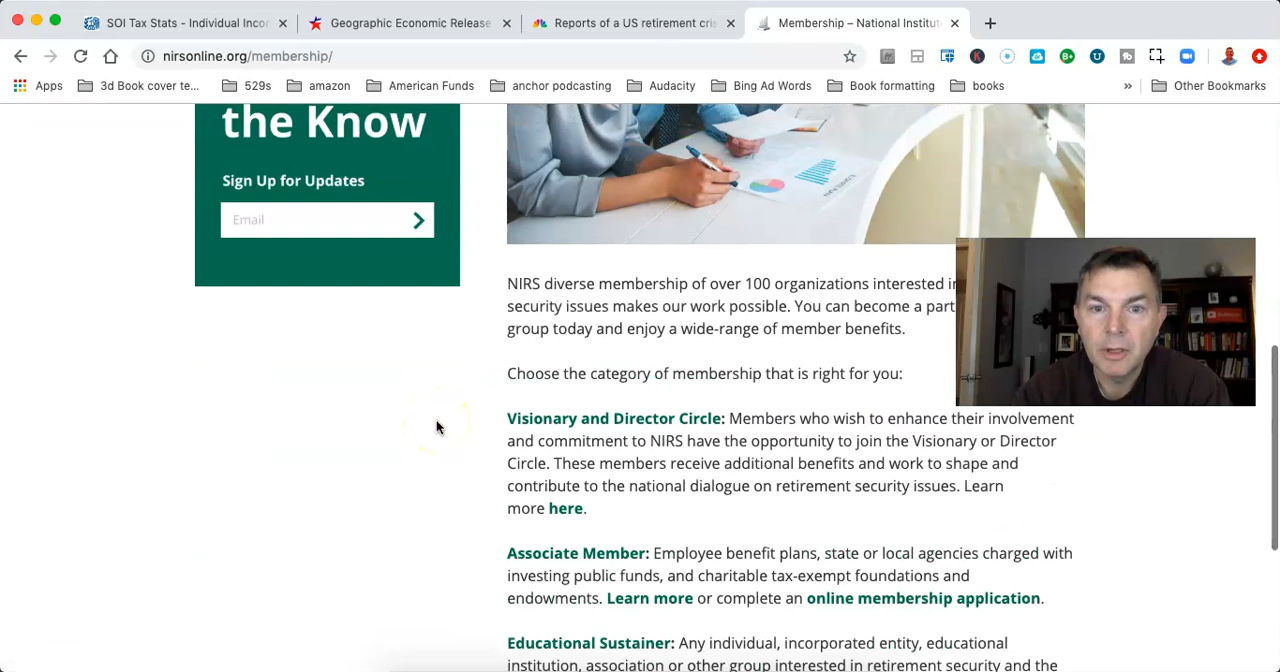 SOI Tax Stats - Individual Incor
Geographic Economic Release
Reports of a US retirement cri
Membership – National Institut
nirsonline.org/membership/
Apps
3d Book cover te...
529s
amazon
American Funds
anchor podcasting
Audacity
Bing Ad Words
Book formatting
books
»
Other Bookmarks
the Know
Sign Up for Updates
Email
NIRS diverse membership of over 100 organizations interested in
security issues makes our work possible. You can become a part
group today and enjoy a wide-range of member benefits.
Choose the category of membership that is right for you:
Visionary and Director Circle: Members who wish to enhance their involvement
and commitment to NIRS have the opportunity to join the Visionary or Director
Circle. These members receive additional benefits and work to shape and
contribute to the national dialogue on retirement security issues. Learn
more here.
Associate Member: Employee benefit plans, state or local agencies charged with
investing public funds, and charitable tax-exempt foundations and
endowments. Learn more or complete an online membership application.
Educational Sustainer: Any individual, incorporated entity, educational
institution, association or other group interested in retirement security and the